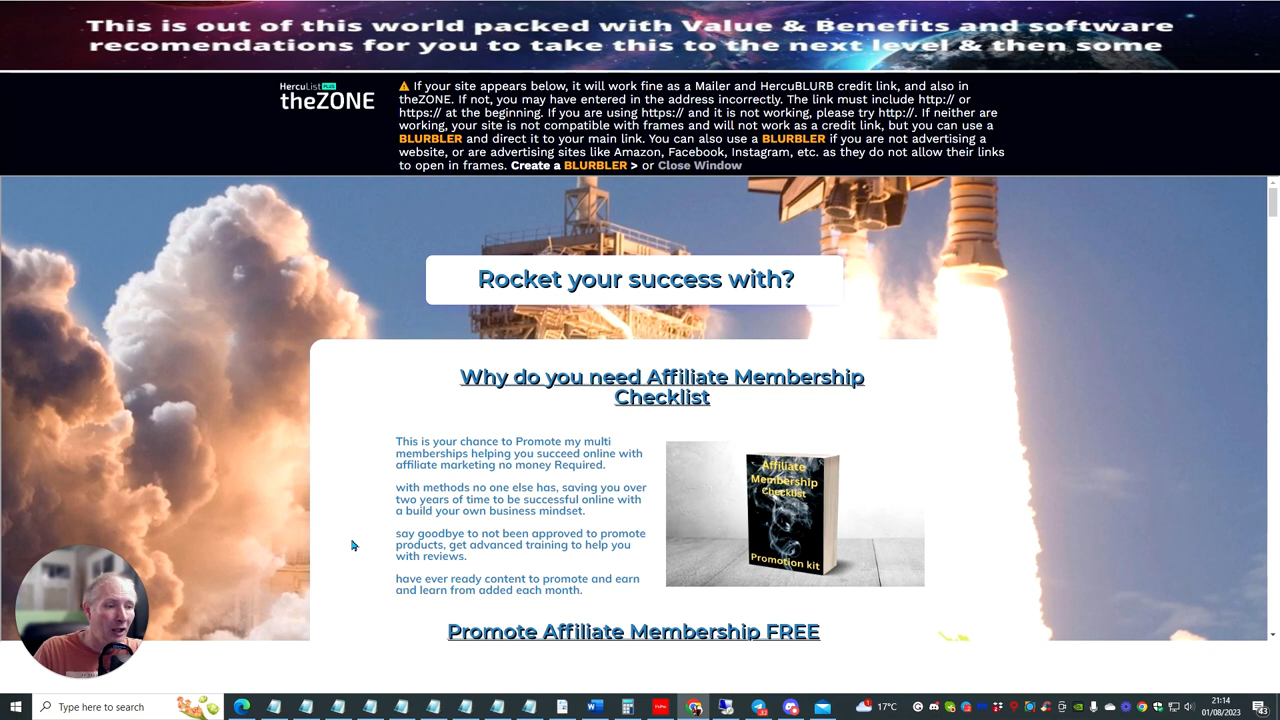 This is out of this world packed with Value & Benefits and software
recomendations for you to take this to the next level & then some
HercuList PLUS
theZONE
If your site appears below, it will work fine as a Mailer and HercuBLURB credit link, and also in
theZONE. If not, you may have entered in the address incorrectly. The link must include http:// or
https:// at the beginning. If you are using https:// and it is not working, please try http://. If neither are
working, your site is not compatible with frames and will not work as a credit link, but you can use a
BLURBLER and direct it to your main link. You can also use a BLURBLER if you are not advertising a
website, or are advertising sites like Amazon, Facebook, Instagram, etc. as they do not allow their links
to open in frames. Create a BLURBLER > or Close Window
Rocket your success with?
Why do you need Affiliate Membership
Checklist
This is your chance to Promote my multi
memberships helping you succeed online with
affiliate marketing no money Required.
with methods no one else has, saving you over
two years of time to be successful online with
a build your own business mindset.
say goodbye to not been approved to promote
products, get advanced training to help you
with reviews.
have ever ready content to promote and earn
and learn from added each month.
Affiliate
Membership
Checklist
Promotion kit
Promote Affiliate Membership FREE
Type here to search
17°C
21:14
01/08/2023